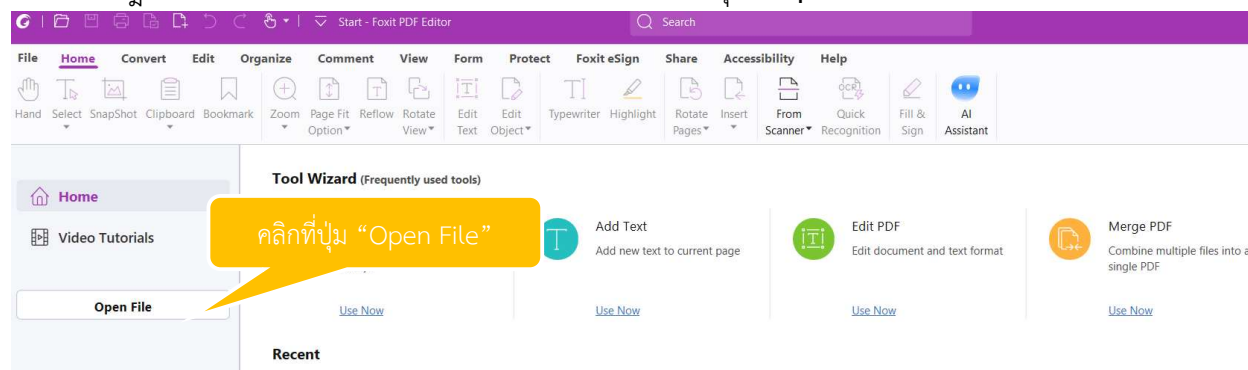 Start - Foxit PDF Editor
Search
File Home Convert Edit Organize Comment View Form Protect Foxit eSign Share Accessibility Help
Hand Select SnapShot Clipboard Bookmark Zoom Page Fit Option Reflow Rotate View Edit Text Edit Object Typewriter Highlight Rotate Pages Insert From Scanner Quick Recognition Fill & Sign AI Assistant
Tool Wizard (Frequently used tools)
Home
Video Tutorials
Open File
คลิกที่ปุ่ม “Open File”
Use Now
Add Text
Add new text to current page
Use Now
Edit PDF
Edit document and text format
Use Now
Merge PDF
Combine multiple files into a
single PDF
Use Now
Recent